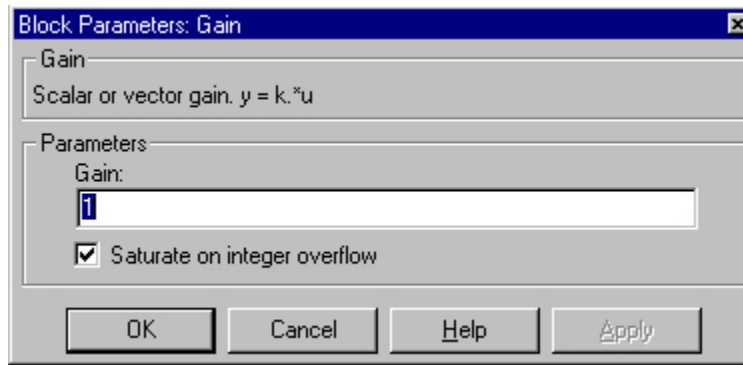 Block Parameters: Gain
Gain
Scalar or vector gain. y = k.*u
Parameters
Gain:
1
Saturate on integer overflow
OK Cancel Help Apply